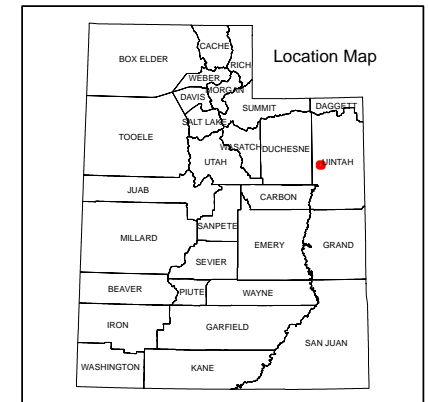 Location Map
CACHE
BOX ELDER
RICH
WEBER
MORGAN
DAVIS
SUMMIT
DAGGETT
SALT LAKE
TOOELE
WASATCH
DUCHESNE
UINTAH
UTAH
JUAB
CARBON
SANPETE
MILLARD
EMERY
GRAND
SEVIER
BEAVER
PIUTE
WAYNE
IRON
GARFIELD
SAN JUAN
WASHINGTON
KANE